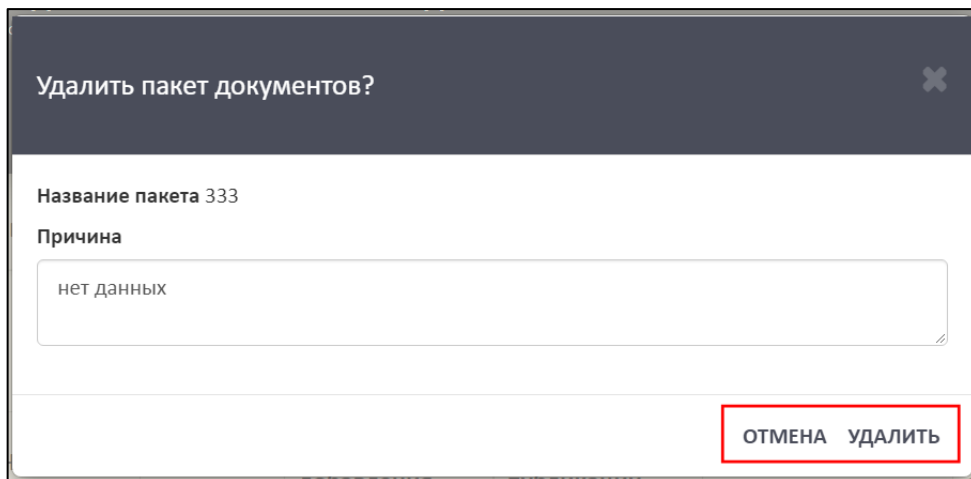 Удалить пакет документов?
Название пакета 333
Причина
нет данных
ОТМЕНА УДАЛИТЬ